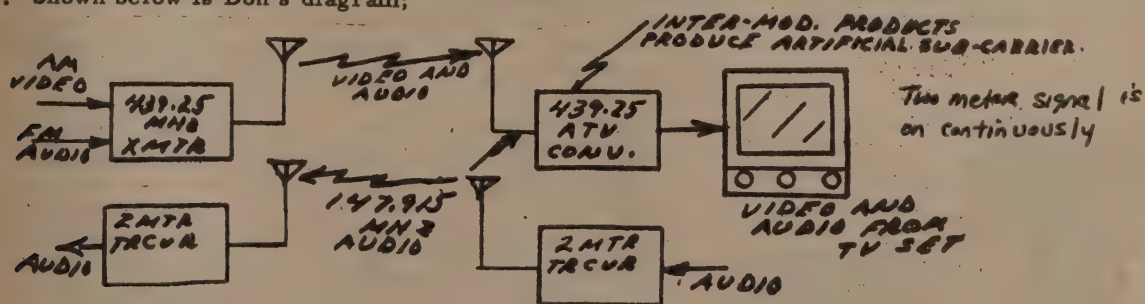 Shown below is Don's diagram;
INTER-MOD. PRODUCTS
PRODUCE ARTIFICIAL SUB-CARRIER.
AM
VIDEO
FM
AUDIO
439.25
MHZ
XMTR
VIDEO AND
AUDIO
439.25
ATV
CONV.
Two meter signal is
on continuously
VIDEO AND
AUDIO FROM
TV SET
2 MTR
TRCVR
AUDIO
147.915
MHZ
AUDIO
2 MTR
TRCVR
AUDIO